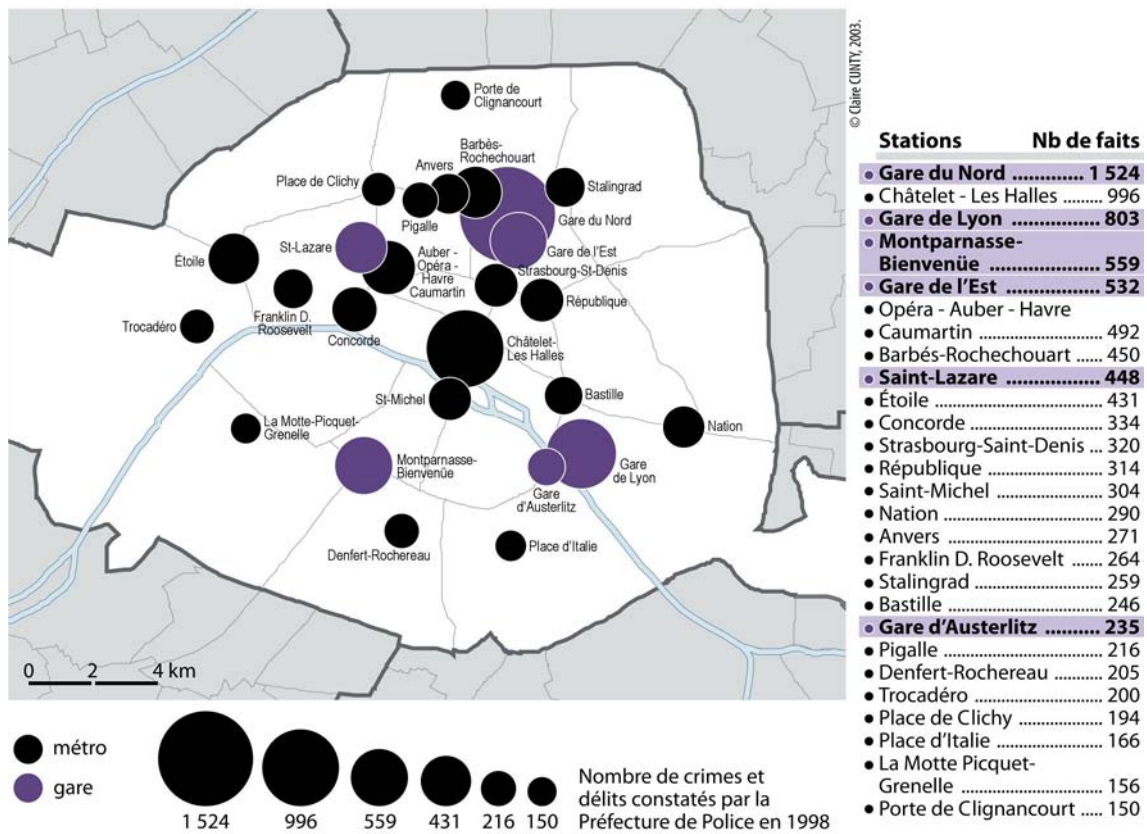 © Claire CUNTY, 2003.
Porte de
Clignancourt
Barbès-
Rochechouart
Anvers
Place de Clichy
Stalingrad
Pigalle
Gare du Nord
St-Lazare
Gare de l'Est
Étoile
Auber -
Opéra -
Havre
Caumartin
Strasbourg-St-Denis
République
Franklin D.
Roosevelt
Trocadéro
Concorde
Châtelet-
Les Halles
St-Michel
Bastille
La Motte-Picquet-
Grenelle
Nation
Montparnasse-
Bienvenüe
Gare
de Lyon
Gare
d'Austerlitz
Denfert-Rochereau
Place d'Italie
0 2 4 km
métro
gare
1 524 996 559 431 216 150
Nombre de crimes et
délits constatés par la
Préfecture de Police en 1998
Stations Nb de faits
Gare du Nord ............ 1 524
Châtelet - Les Halles ........ 996
Gare de Lyon .............. 803
Montparnasse-
Bienvenüe ................. 559
Gare de l'Est ............... 532
Opéra - Auber - Havre
Caumartin ..................... 492
Barbés-Rochechouart ..... 450
Saint-Lazare ................ 448
Étoile ............................... 431
Concorde ....................... 334
Strasbourg-Saint-Denis ... 320
République .................... 314
Saint-Michel .................. 304
Nation ............................ 290
Anvers ............................ 271
Franklin D. Roosevelt ...... 264
Stalingrad ...................... 259
Bastille ........................... 246
Gare d'Austerlitz .......... 235
Pigalle ............................ 216
Denfert-Rochereau ......... 205
Trocadéro ...................... 200
Place de Clichy ............... 194
Place d'Italie ................... 166
La Motte Picquet-
Grenelle ......................... 156
Porte de Clignancourt ..... 150